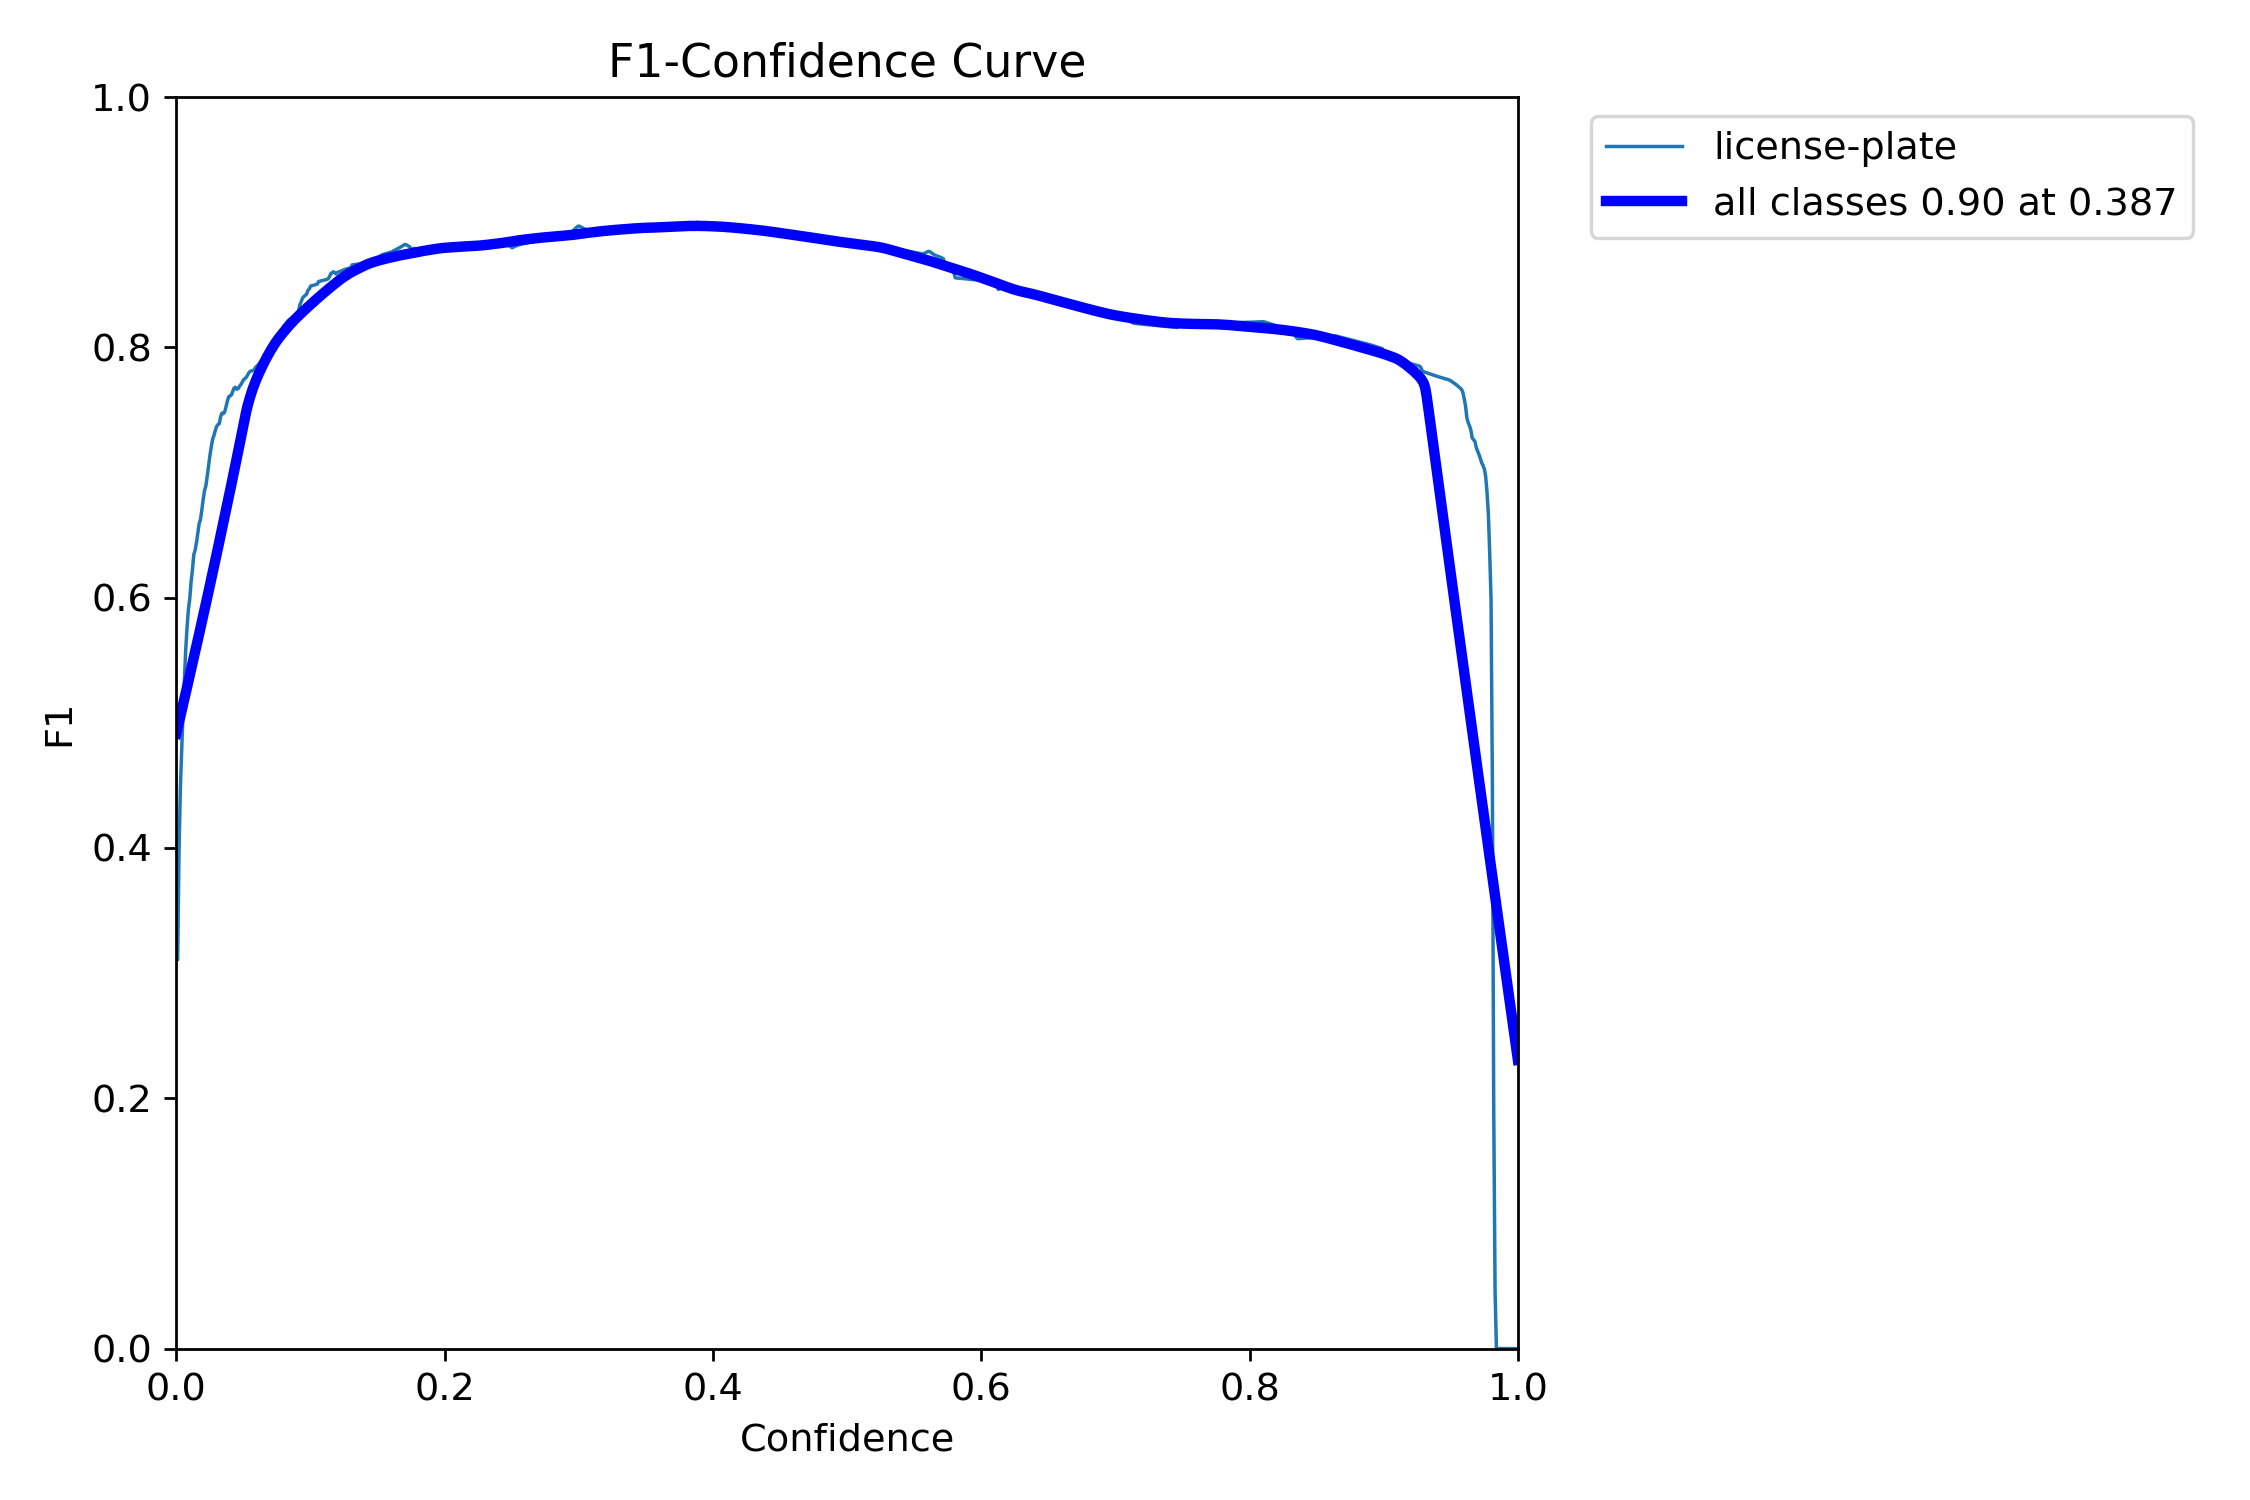 F1-Confidence Curve
1.0
0.8
0.6
0.4
0.2
0.0
F1
0.0 0.2 0.4 0.6 0.8 1.0
Confidence
license-plate
all classes 0.90 at 0.387